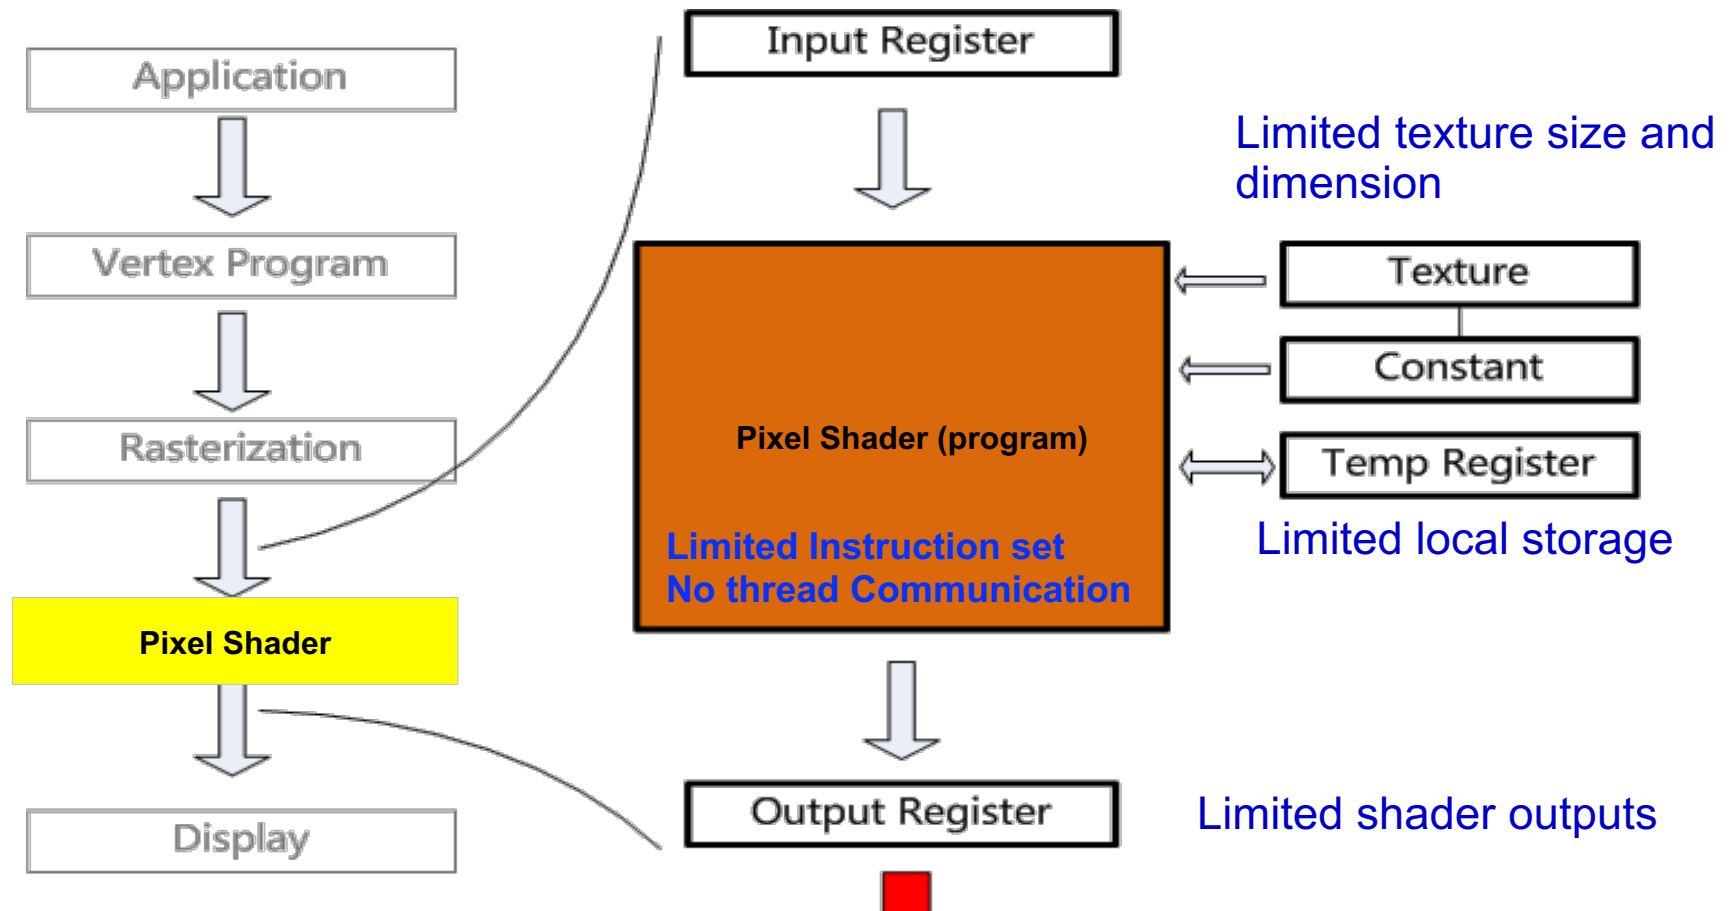 Application
Vertex Program
Rasterization
Pixel Shader
Display
Input Register
Pixel Shader (program)
Limited Instruction set
No thread Communication
Output Register
Limited texture size and
dimension
Texture
Constant
Temp Register
Limited local storage
Limited shader outputs